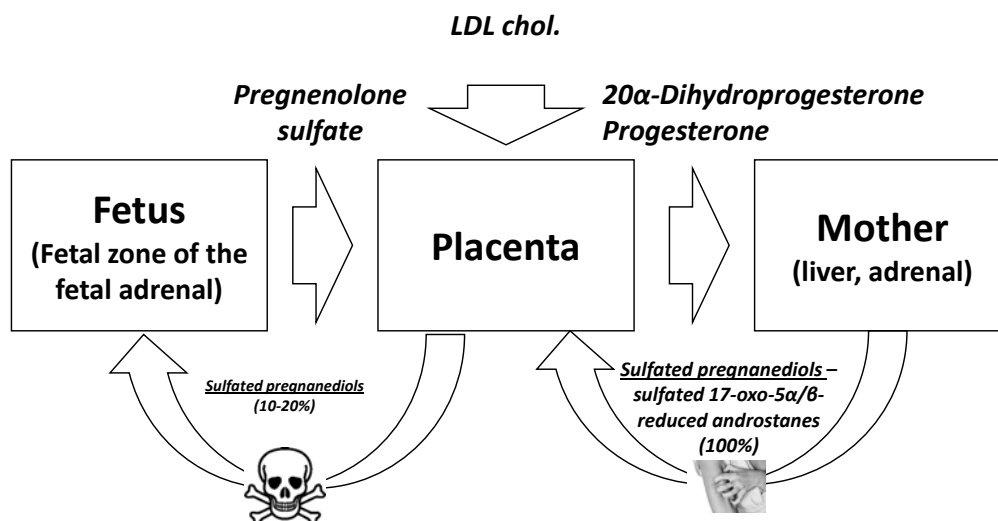 LDL chol.
Pregnenolone
sulfate
20α-Dihydroprogesterone
Progesterone
Fetus
(Fetal zone of the
fetal adrenal)
Placenta
Mother
(liver, adrenal)
Sulfated pregnanediols
(10-20%)
Sulfated pregnanediols –
sulfated 17-oxo-5α/β-
reduced androstanes
(100%)